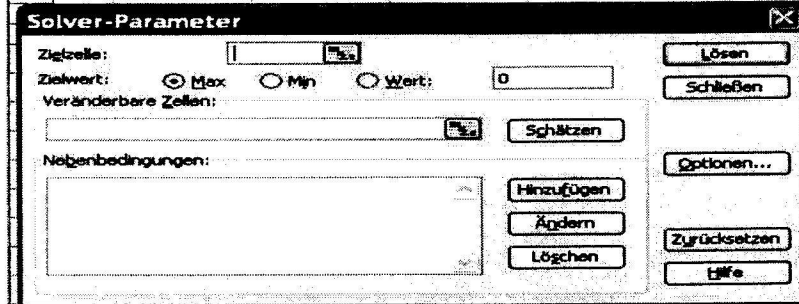 Solver-Parameter
Zielzelle:
Lösen
Zielwert: Max Min Wert: 0
Schließen
Veränderbare Zellen:
Schätzen
Nebenbedingungen:
Optionen...
Hinzufügen
Ändern
Zurücksetzen
Löschen
Hilfe